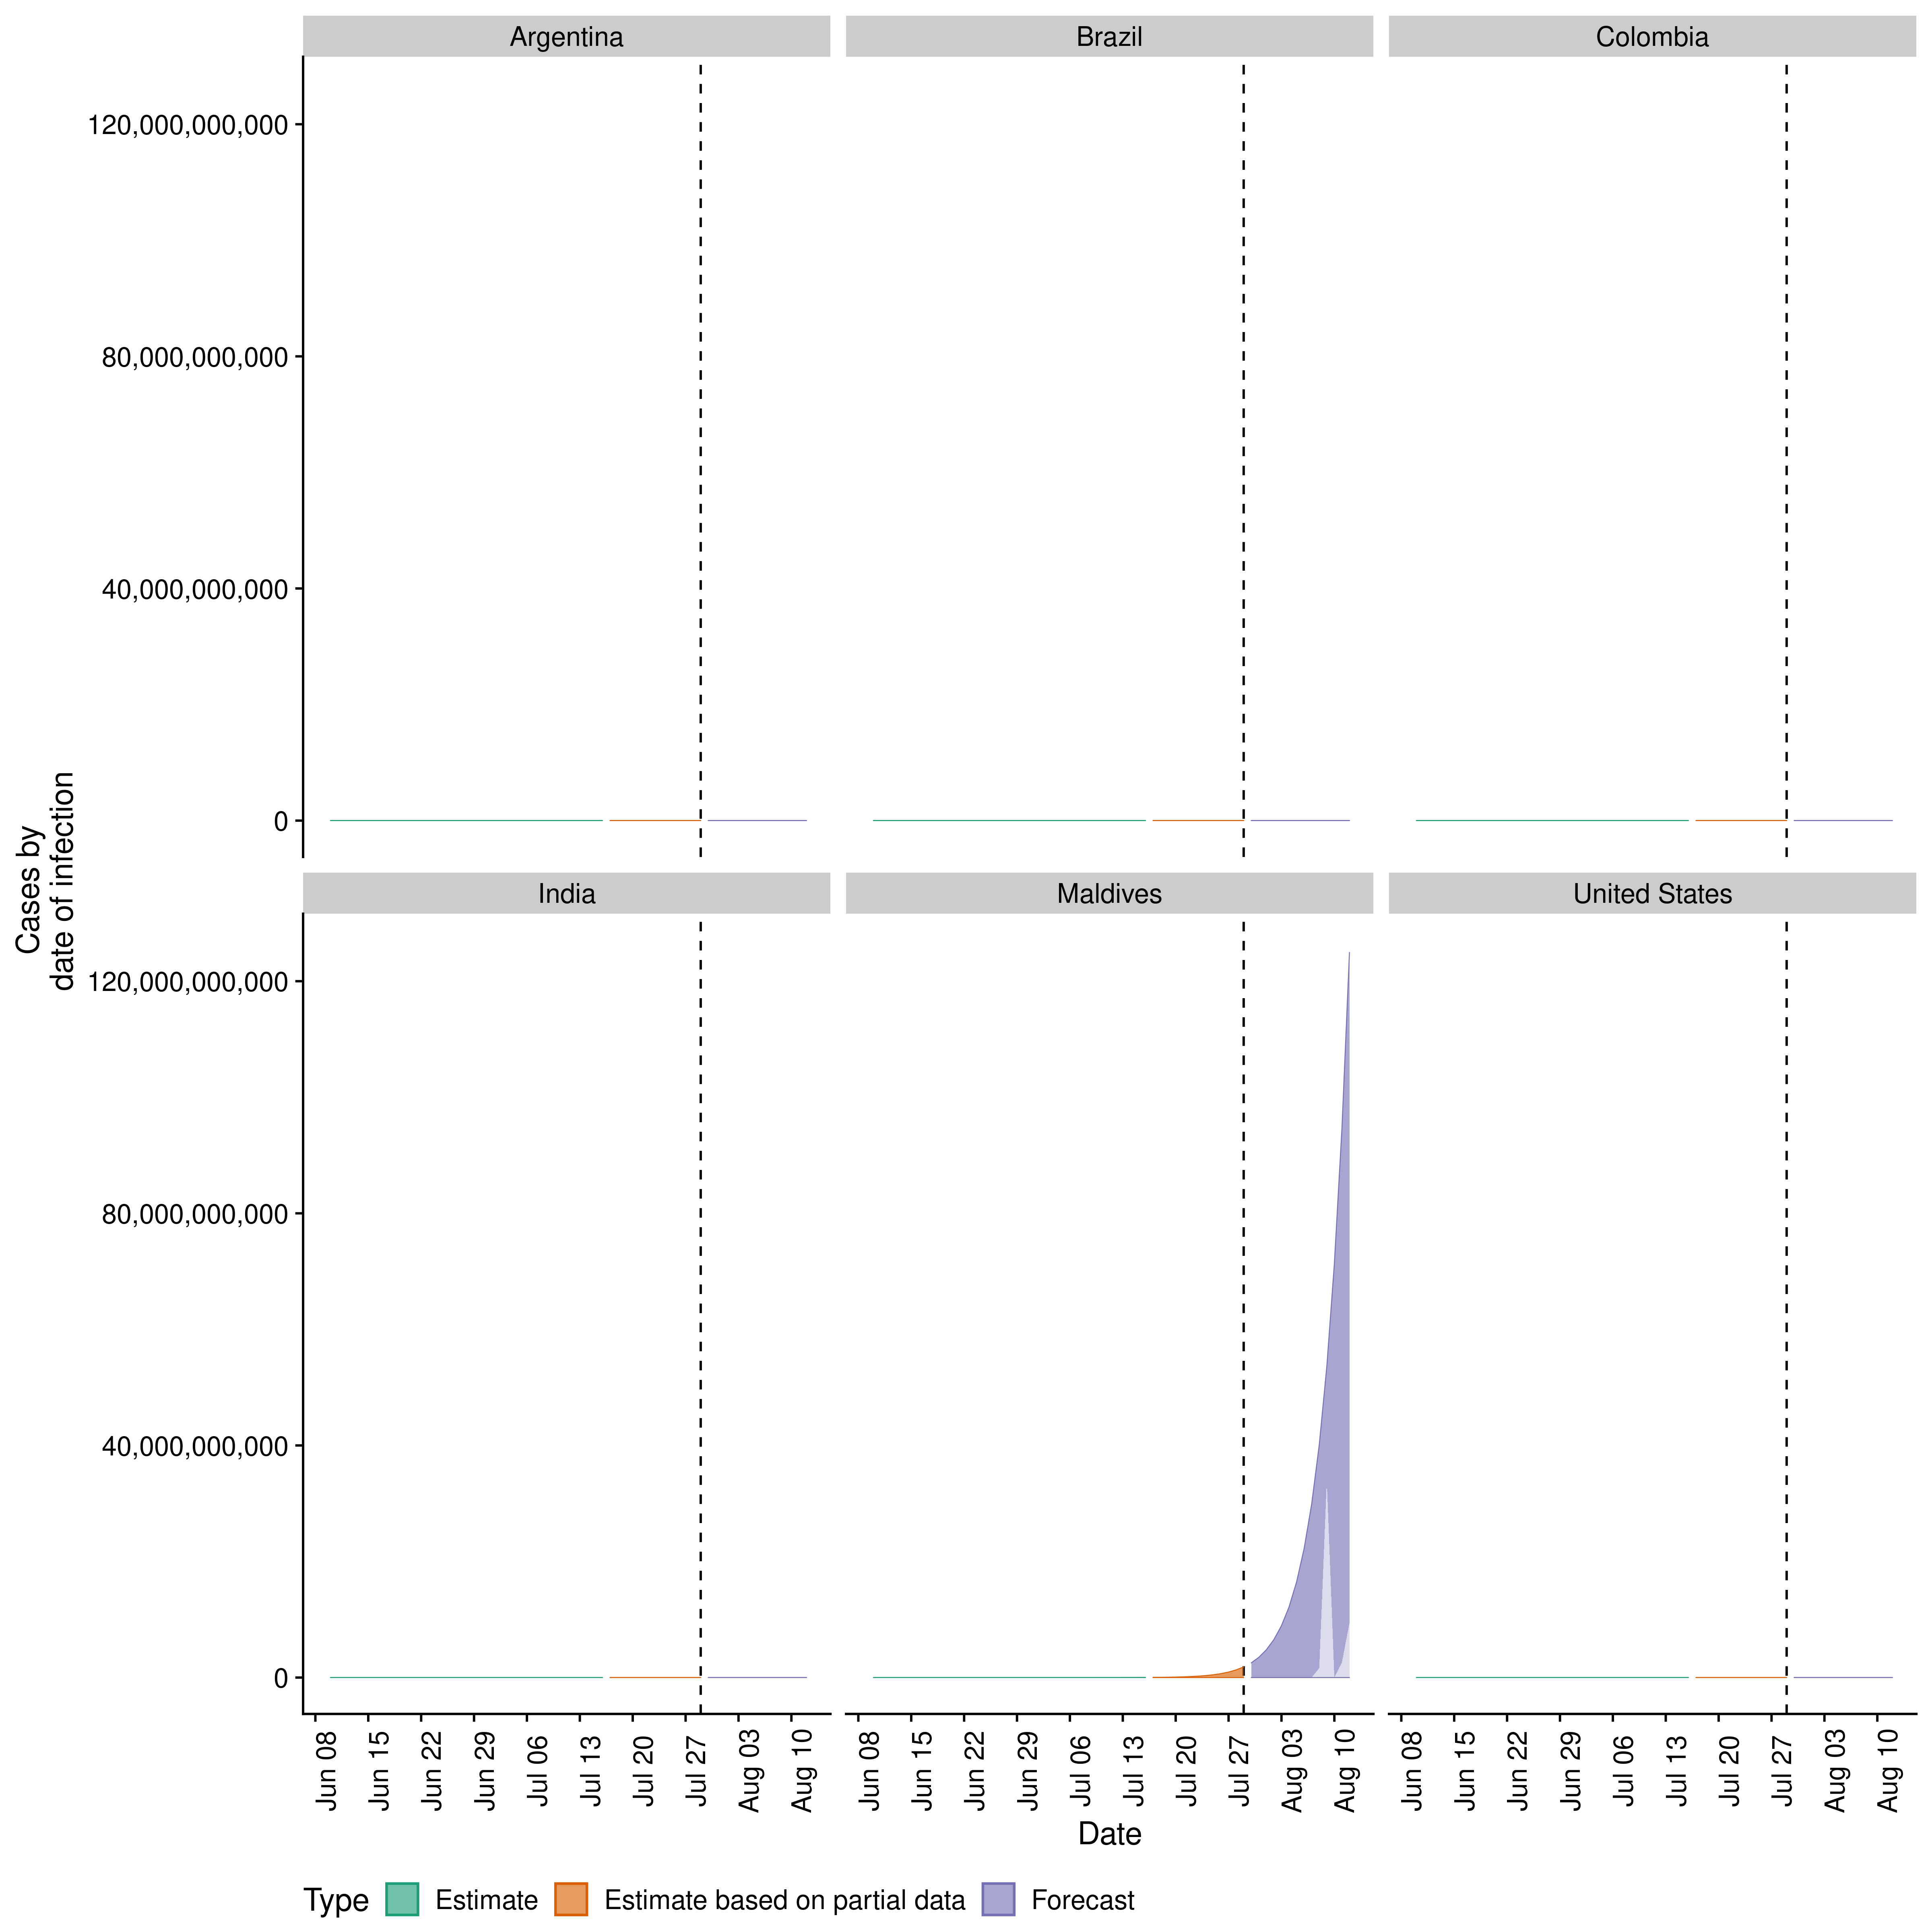 Argentina
Brazil
Colombia
120,000,000,000
80,000,000,000
40,000,000,000
0
Cases by
date of infection
India
Maldives
United States
120,000,000,000
80,000,000,000
40,000,000,000
0
Jun 08
Jun 15
Jun 22
Jun 29
Jul 06
Jul 13
Jul 20
Jul 27
Aug 03
Aug 10
Jun 08
Jun 15
Jun 22
Jun 29
Jul 06
Jul 13
Jul 20
Jul 27
Aug 03
Aug 10
Jun 08
Jun 15
Jun 22
Jun 29
Jul 06
Jul 13
Jul 20
Jul 27
Aug 03
Aug 10
Date
Type Estimate Estimate based on partial data Forecast